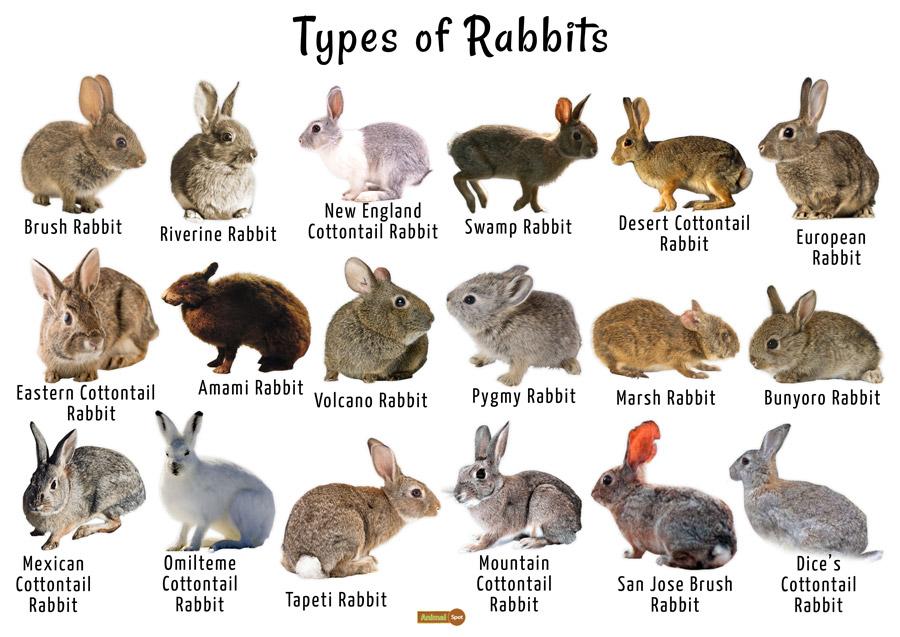 Types of Rabbits
Brush Rabbit
Riverine Rabbit
New England
Cottontail Rabbit
Swamp Rabbit
Desert Cottontail
Rabbit
European
Rabbit
Eastern Cottontail
Rabbit
Amami Rabbit
Volcano Rabbit
Pygmy Rabbit
Marsh Rabbit
Bunyoro Rabbit
Mexican
Cottontail
Rabbit
Omilteme
Cottontail
Rabbit
Tapeti Rabbit
Mountain
Cottontail
Rabbit
San Jose Brush
Rabbit
Dice's
Cottontail
Rabbit
Animal Spot